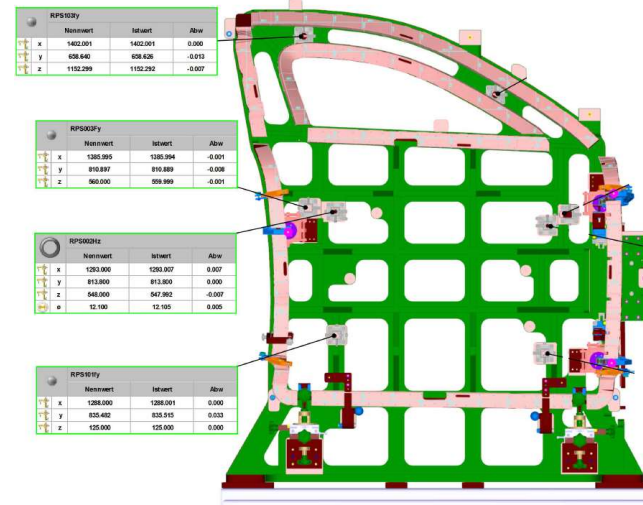 RPS103fy
Nennwert Istwert Abw
x 1402.001 1402.001 0.000
y 658.640 658.626 -0.013
z 1152.299 1152.292 -0.007
RPS003Fy
Nennwert Istwert Abw
x 1385.995 1385.994 -0.001
y 810.897 810.889 -0.008
z 560.000 559.999 -0.001
RPS002Hz
Nennwert Istwert Abw
x 1293.000 1293.007 0.007
y 813.800 813.800 0.000
z 548.000 547.992 -0.007
ø 12.100 12.105 0.005
RPS101fy
Nennwert Istwert Abw
x 1288.000 1288.001 0.000
y 835.482 835.515 0.033
z 125.000 125.000 0.000